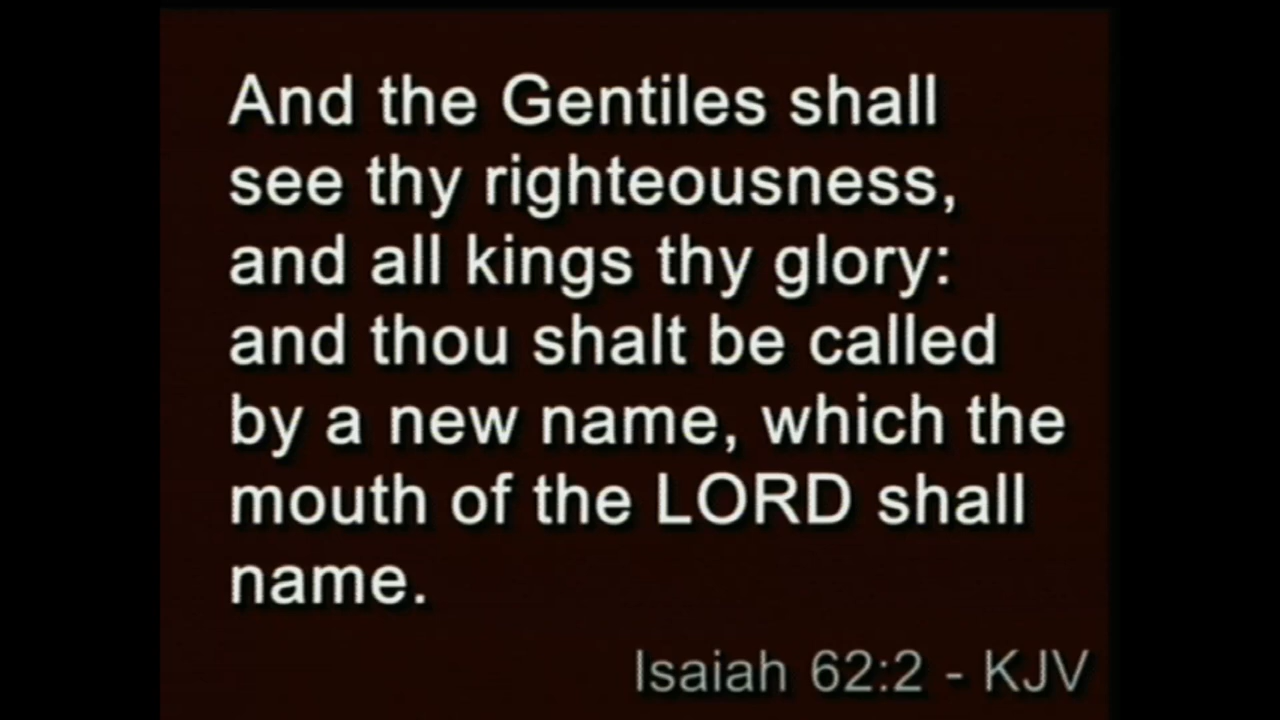 And the Gentiles shall
see thy righteousness,
and all kings thy glory:
and thou shalt be called
by a new name, which the
mouth of the LORD shall
name.
Isaiah 62:2 - KJV